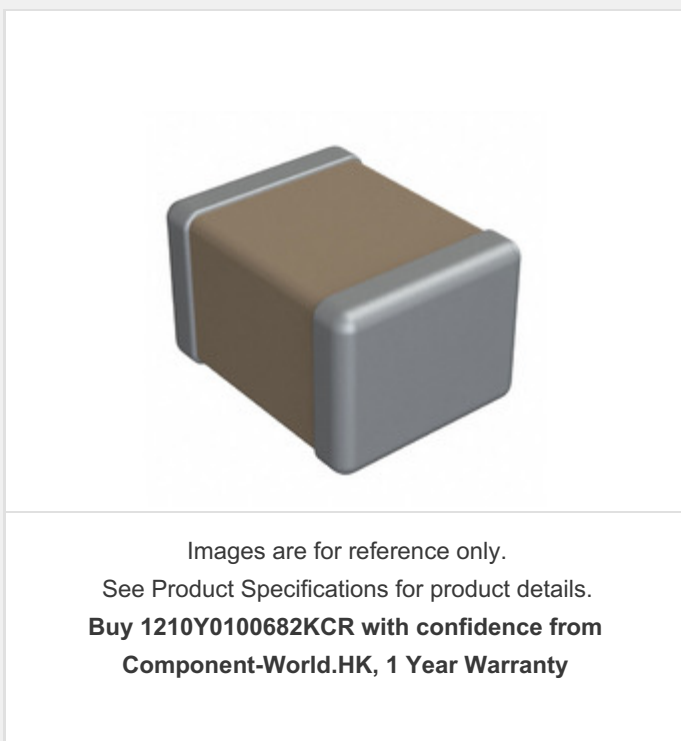 Images are for reference only.
See Product Specifications for product details.
Buy 1210Y0100682KCR with confidence from
Component-World.HK, 1 Year Warranty